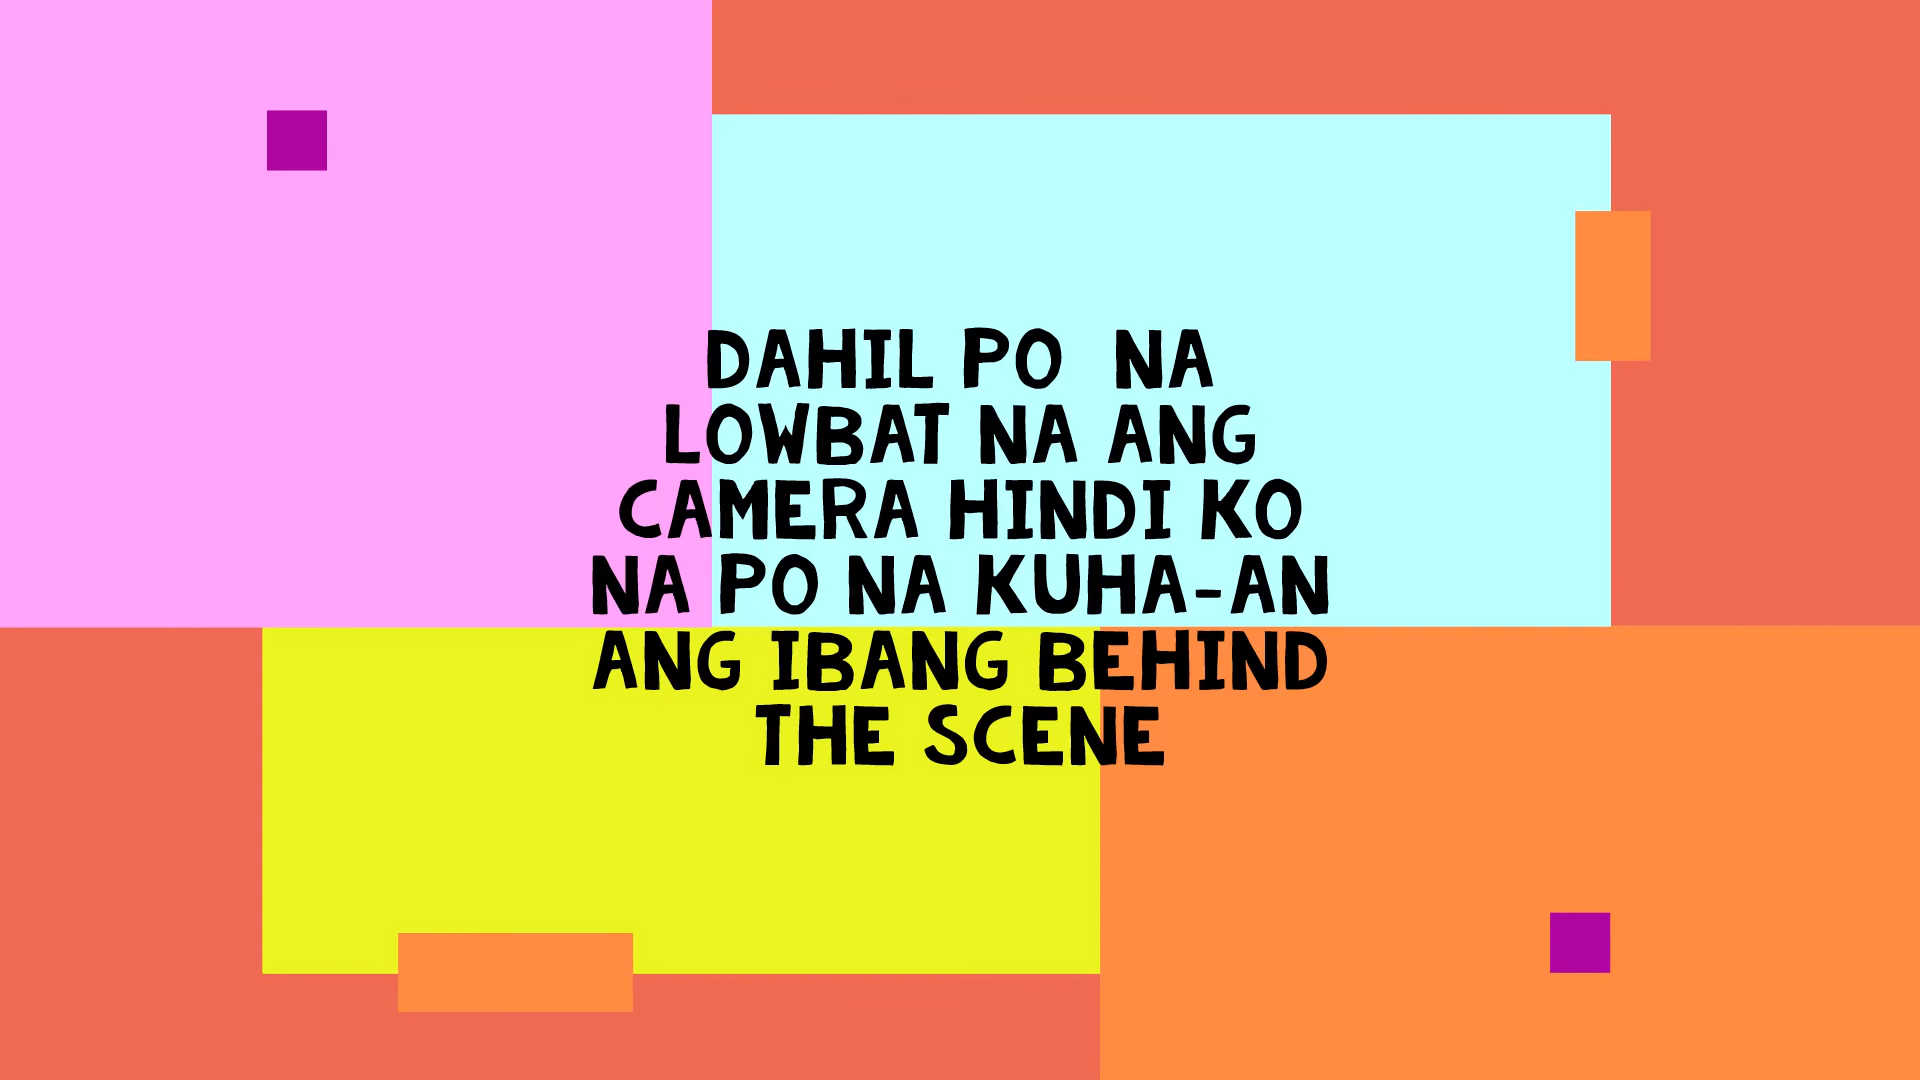 DAHIL PO NA
LOWBAT NA ANG
CAMERA HINDI KO
NA PO NA KUHA-AN
ANG IBANG BEHIND
THE SCENE